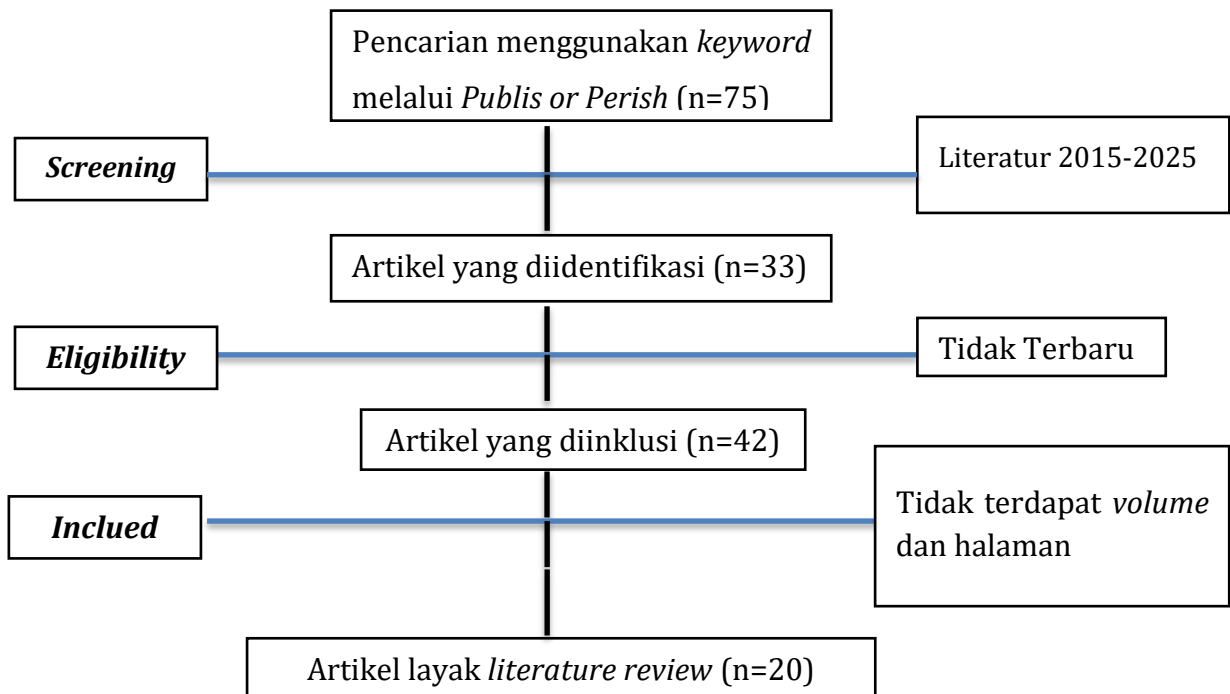 Pencarian menggunakan keyword
melalui Publis or Perish (n=75)
Screening
Literatur 2015-2025
Artikel yang diidentifikasi (n=33)
Eligibility
Tidak Terbaru
Artikel yang diinklusi (n=42)
Inclued
Tidak terdapat volume
dan halaman
Artikel layak literature review (n=20)